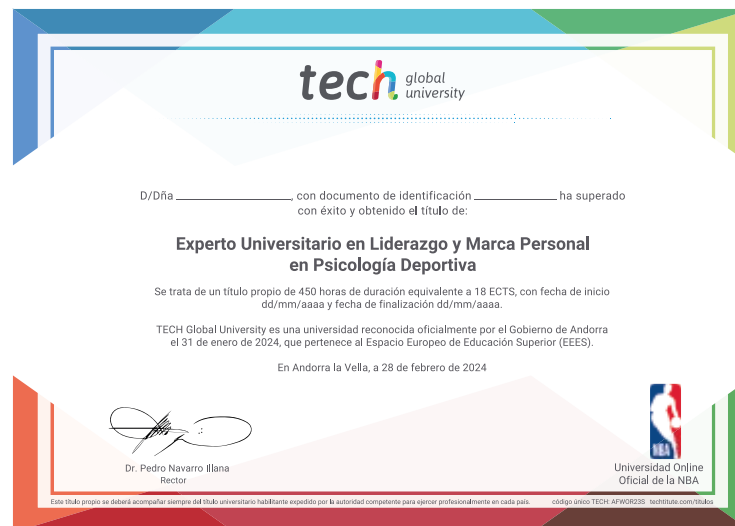 tech global university
D/Dña ____________________, con documento de identificación ______________ ha superado
con éxito y obtenido el título de:
Experto Universitario en Liderazgo y Marca Personal
en Psicología Deportiva
Se trata de un título propio de 450 horas de duración equivalente a 18 ECTS, con fecha de inicio
dd/mm/aaaa y fecha de finalización dd/mm/aaaa.
TECH Global University es una universidad reconocida oficialmente por el Gobierno de Andorra
el 31 de enero de 2024, que pertenece al Espacio Europeo de Educación Superior (EEES).
En Andorra la Vella, a 28 de febrero de 2024
NBA
Dr. Pedro Navarro Illana
Rector
Universidad Online
Oficial de la NBA
Este título propio se deberá acompañar siempre del título universitario habilitante expedido por la autoridad competente para ejercer profesionalmente en cada país. código único TECH: AFWOR23S techtitute.com/titulos